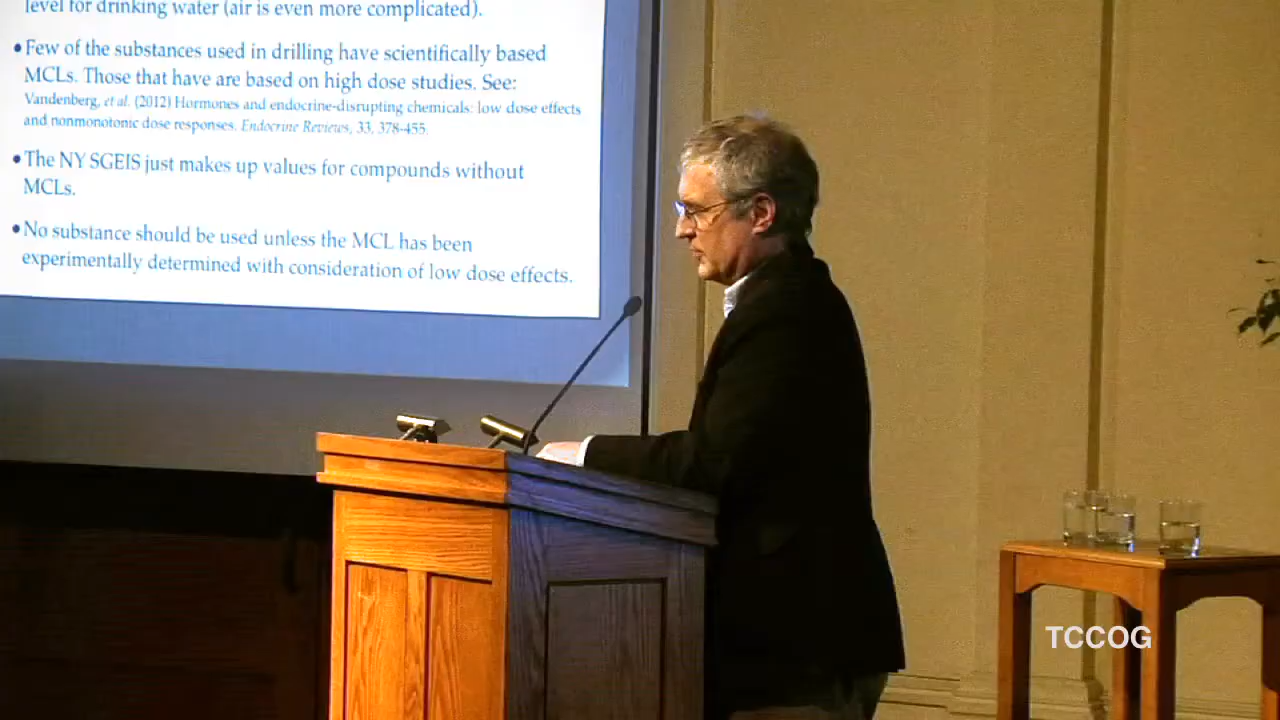 level for drinking water (air is even more complicated).
•Few of the substances used in drilling have scientifically based
MCLs. Those that have are based on high dose studies. See:
Vandenberg, et al. (2012) Hormones and endocrine-disrupting chemicals: low dose effects
and nonmonotonic dose responses. Endocrine Reviews, 33, 378-455.
•The NY SGEIS just makes up values for compounds without
MCLs.
•No substance should be used unless the MCL has been
experimentally determined with consideration of low dose effects.
TCCOG